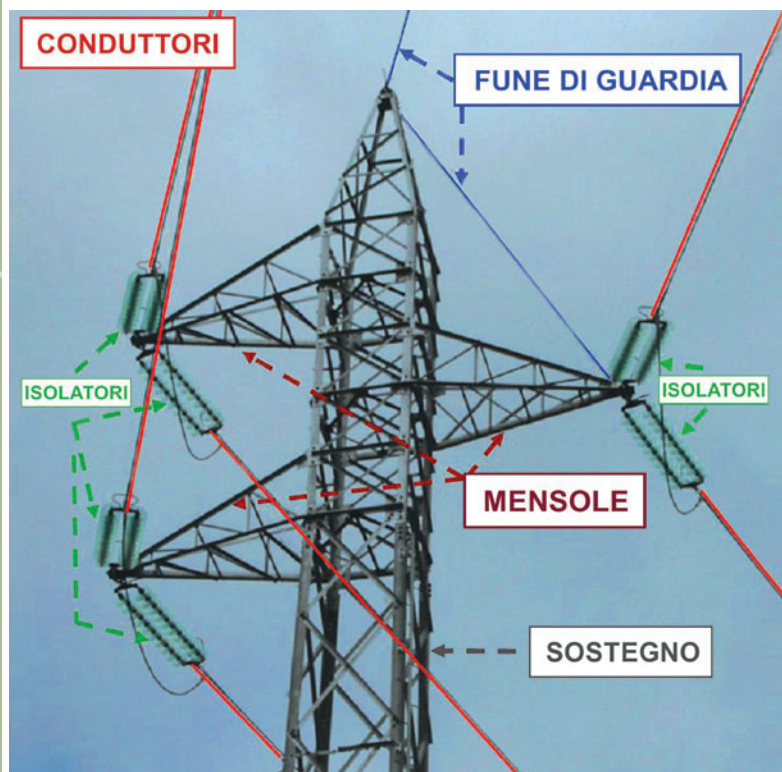 CONDUTTORI
FUNE DI GUARDIA
ISOLATORI
ISOLATORI
MENSOLE
SOSTEGNO